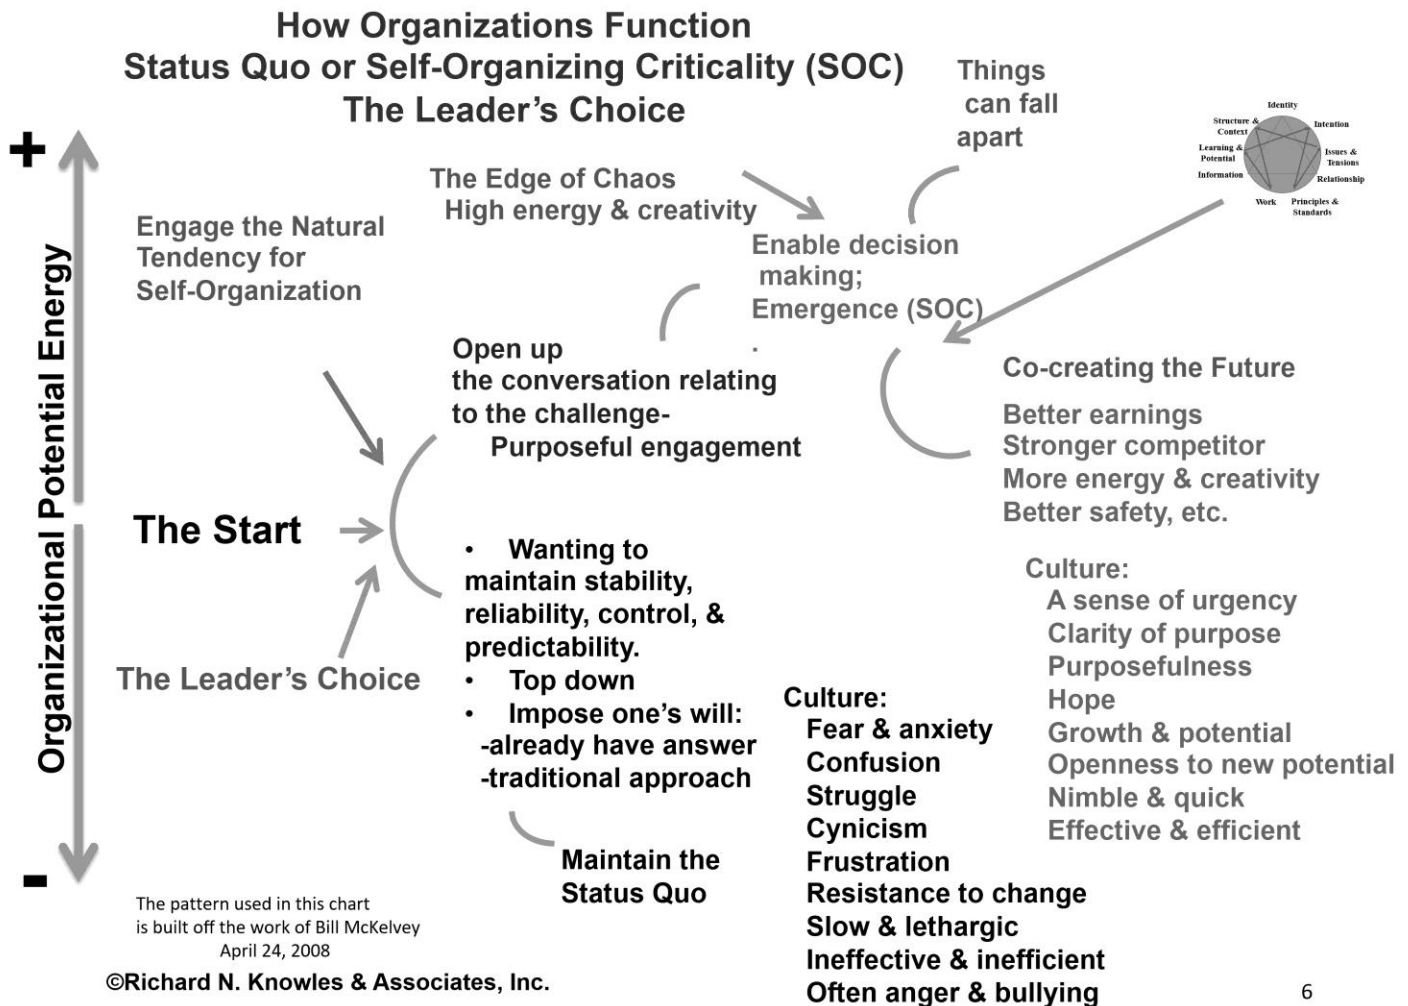 How Organizations Function
Status Quo or Self-Organizing Criticality (SOC)
The Leader's Choice
Things
can fall
apart
+
Identity
Structure &
Context
Intention
Learning &
Potential
Issues &
Tensions
Information
Relationship
Work
Principles &
Standards
The Edge of Chaos
High energy & creativity
Engage the Natural
Tendency for
Self-Organization
Enable decision
making;
Emergence (SOC)
.
Organizational Potential Energy
Open up
the conversation relating
to the challenge-
Purposeful engagement
Co-creating the Future
Better earnings
Stronger competitor
More energy & creativity
Better safety, etc.
The Start
• Wanting to
maintain stability,
reliability, control, &
predictability.
• Top down
• Impose one's will:
-already have answer
-traditional approach
The Leader's Choice
Culture:
A sense of urgency
Clarity of purpose
Purposefulness
Hope
Growth & potential
Openness to new potential
Nimble & quick
Effective & efficient
Culture:
Fear & anxiety
Confusion
Struggle
Cynicism
Frustration
Resistance to change
Slow & lethargic
Ineffective & inefficient
Often anger & bullying
Maintain the
Status Quo
-
The pattern used in this chart
is built off the work of Bill McKelvey
April 24, 2008
©Richard N. Knowles & Associates, Inc.
6